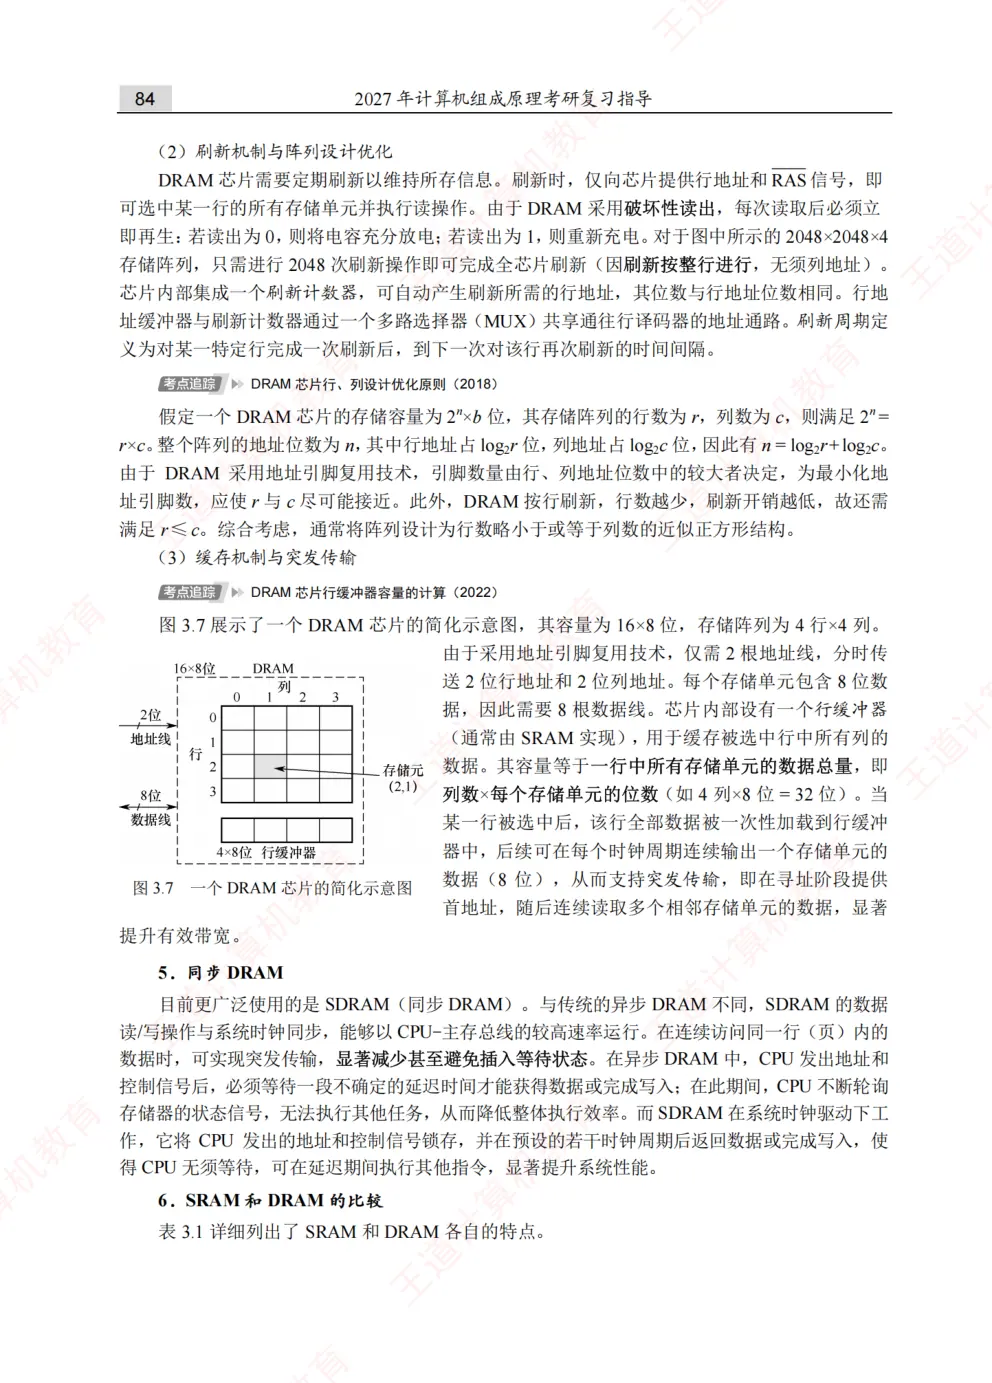 84
2027 年计算机组成原理考研复习指导
（2）刷新机制与阵列设计优化
DRAM 芯片需要定期刷新以维持所存信息。刷新时，仅向芯片提供行地址和 RAS 信号，即
可选中某一行的所有存储单元并执行读操作。由于 DRAM 采用破坏性读出，每次读取后必须立
即再生：若读出为 0，则将电容充分放电；若读出为 1，则重新充电。对于图中所示的 2048×2048×4
存储阵列，只需进行 2048 次刷新操作即可完成全芯片刷新（因刷新按整行进行，无须列地址）。
芯片内部集成一个刷新计数器，可自动产生刷新所需的行地址，其位数与行地址位数相同。行地
址缓冲器与刷新计数器通过一个多路选择器（MUX）共享通往行译码器的地址通路。刷新周期定
义为对某一特定行完成一次刷新后，到下一次对该行再次刷新的时间间隔。
考点追踪 DRAM 芯片行、列设计优化原则（2018）
假定一个 DRAM 芯片的存储容量为 2ⁿ×b 位，其存储阵列的行数为 r，列数为 c，则满足 2ⁿ =
r×c。整个阵列的地址位数为 n，其中行地址占 log₂r 位，列地址占 log₂c 位，因此有 n = log₂r + log₂c。
由于 DRAM 采用地址引脚复用技术，引脚数量由行、列地址位数中的较大者决定，为最小化地
址引脚数，应使 r 与 c 尽可能接近。此外，DRAM 按行刷新，行数越少，刷新开销越低，故还需
满足 r ≤ c。综合考虑，通常将阵列设计为行数略小于或等于列数的近似正方形结构。
（3）缓存机制与突发传输
考点追踪 DRAM 芯片行缓冲器容量的计算（2022）
图 3.7 展示了一个 DRAM 芯片的简化示意图，其容量为 16×8 位，存储阵列为 4 行×4 列。
由于采用地址引脚复用技术，仅需 2 根地址线，分时传
送 2 位行地址和 2 位列地址。每个存储单元包含 8 位数
据，因此需要 8 根数据线。芯片内部设有一个行缓冲器
（通常由 SRAM 实现），用于缓存被选中行中所有列的
数据。其容量等于一行中所有存储单元的数据总量，即
列数×每个存储单元的位数（如 4 列×8 位 = 32 位）。当
某一行被选中后，该行全部数据被一次性加载到行缓冲
器中，后续可在每个时钟周期连续输出一个存储单元的
数据（8 位），从而支持突发传输，即在寻址阶段提供
首地址，随后连续读取多个相邻存储单元的数据，显著
提升有效带宽。
16×8位 DRAM
列
0 1 2 3
2位
地址线
0
1
行
2
3
存储元
(2,1)
8位
数据线
4×8位 行缓冲器
图 3.7 一个 DRAM 芯片的简化示意图
5．同步 DRAM
目前更广泛使用的是 SDRAM（同步 DRAM）。与传统的异步 DRAM 不同，SDRAM 的数据
读/写操作与系统时钟同步，能够以 CPU-主存总线的较高速率运行。在连续访问同一行（页）内的
数据时，可实现突发传输，显著减少甚至避免插入等待状态。在异步 DRAM 中，CPU 发出地址和
控制信号后，必须等待一段不确定的延迟时间才能获得数据或完成写入；在此期间，CPU 不断轮询
存储器的状态信号，无法执行其他任务，从而降低整体执行效率。而 SDRAM 在系统时钟驱动下工
作，它将 CPU 发出的地址和控制信号锁存，并在预设的若干时钟周期后返回数据或完成写入，使
得 CPU 无须等待，可在延迟期间执行其他指令，显著提升系统性能。
6．SRAM 和 DRAM 的比较
表 3.1 详细列出了 SRAM 和 DRAM 各自的特点。
王道计算机教育